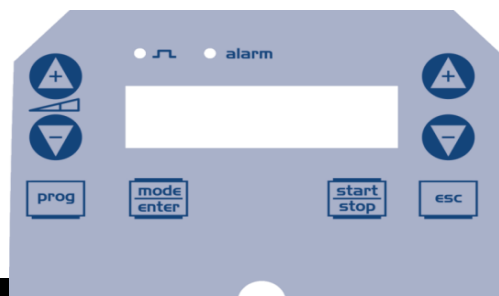 alarm
+ +
- -
prog mode enter start stop esc